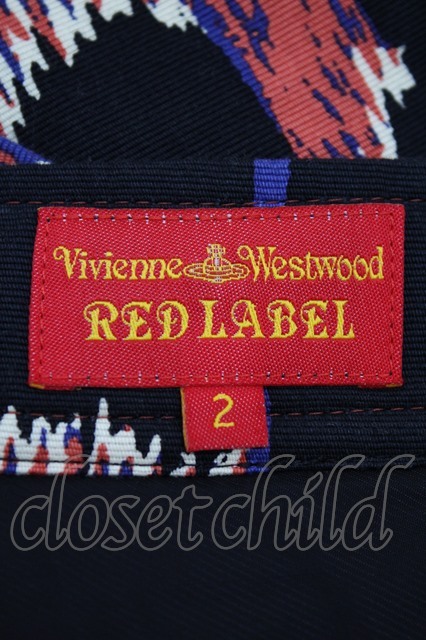 Vivienne Westwood
RED LABEL
2
closetchild